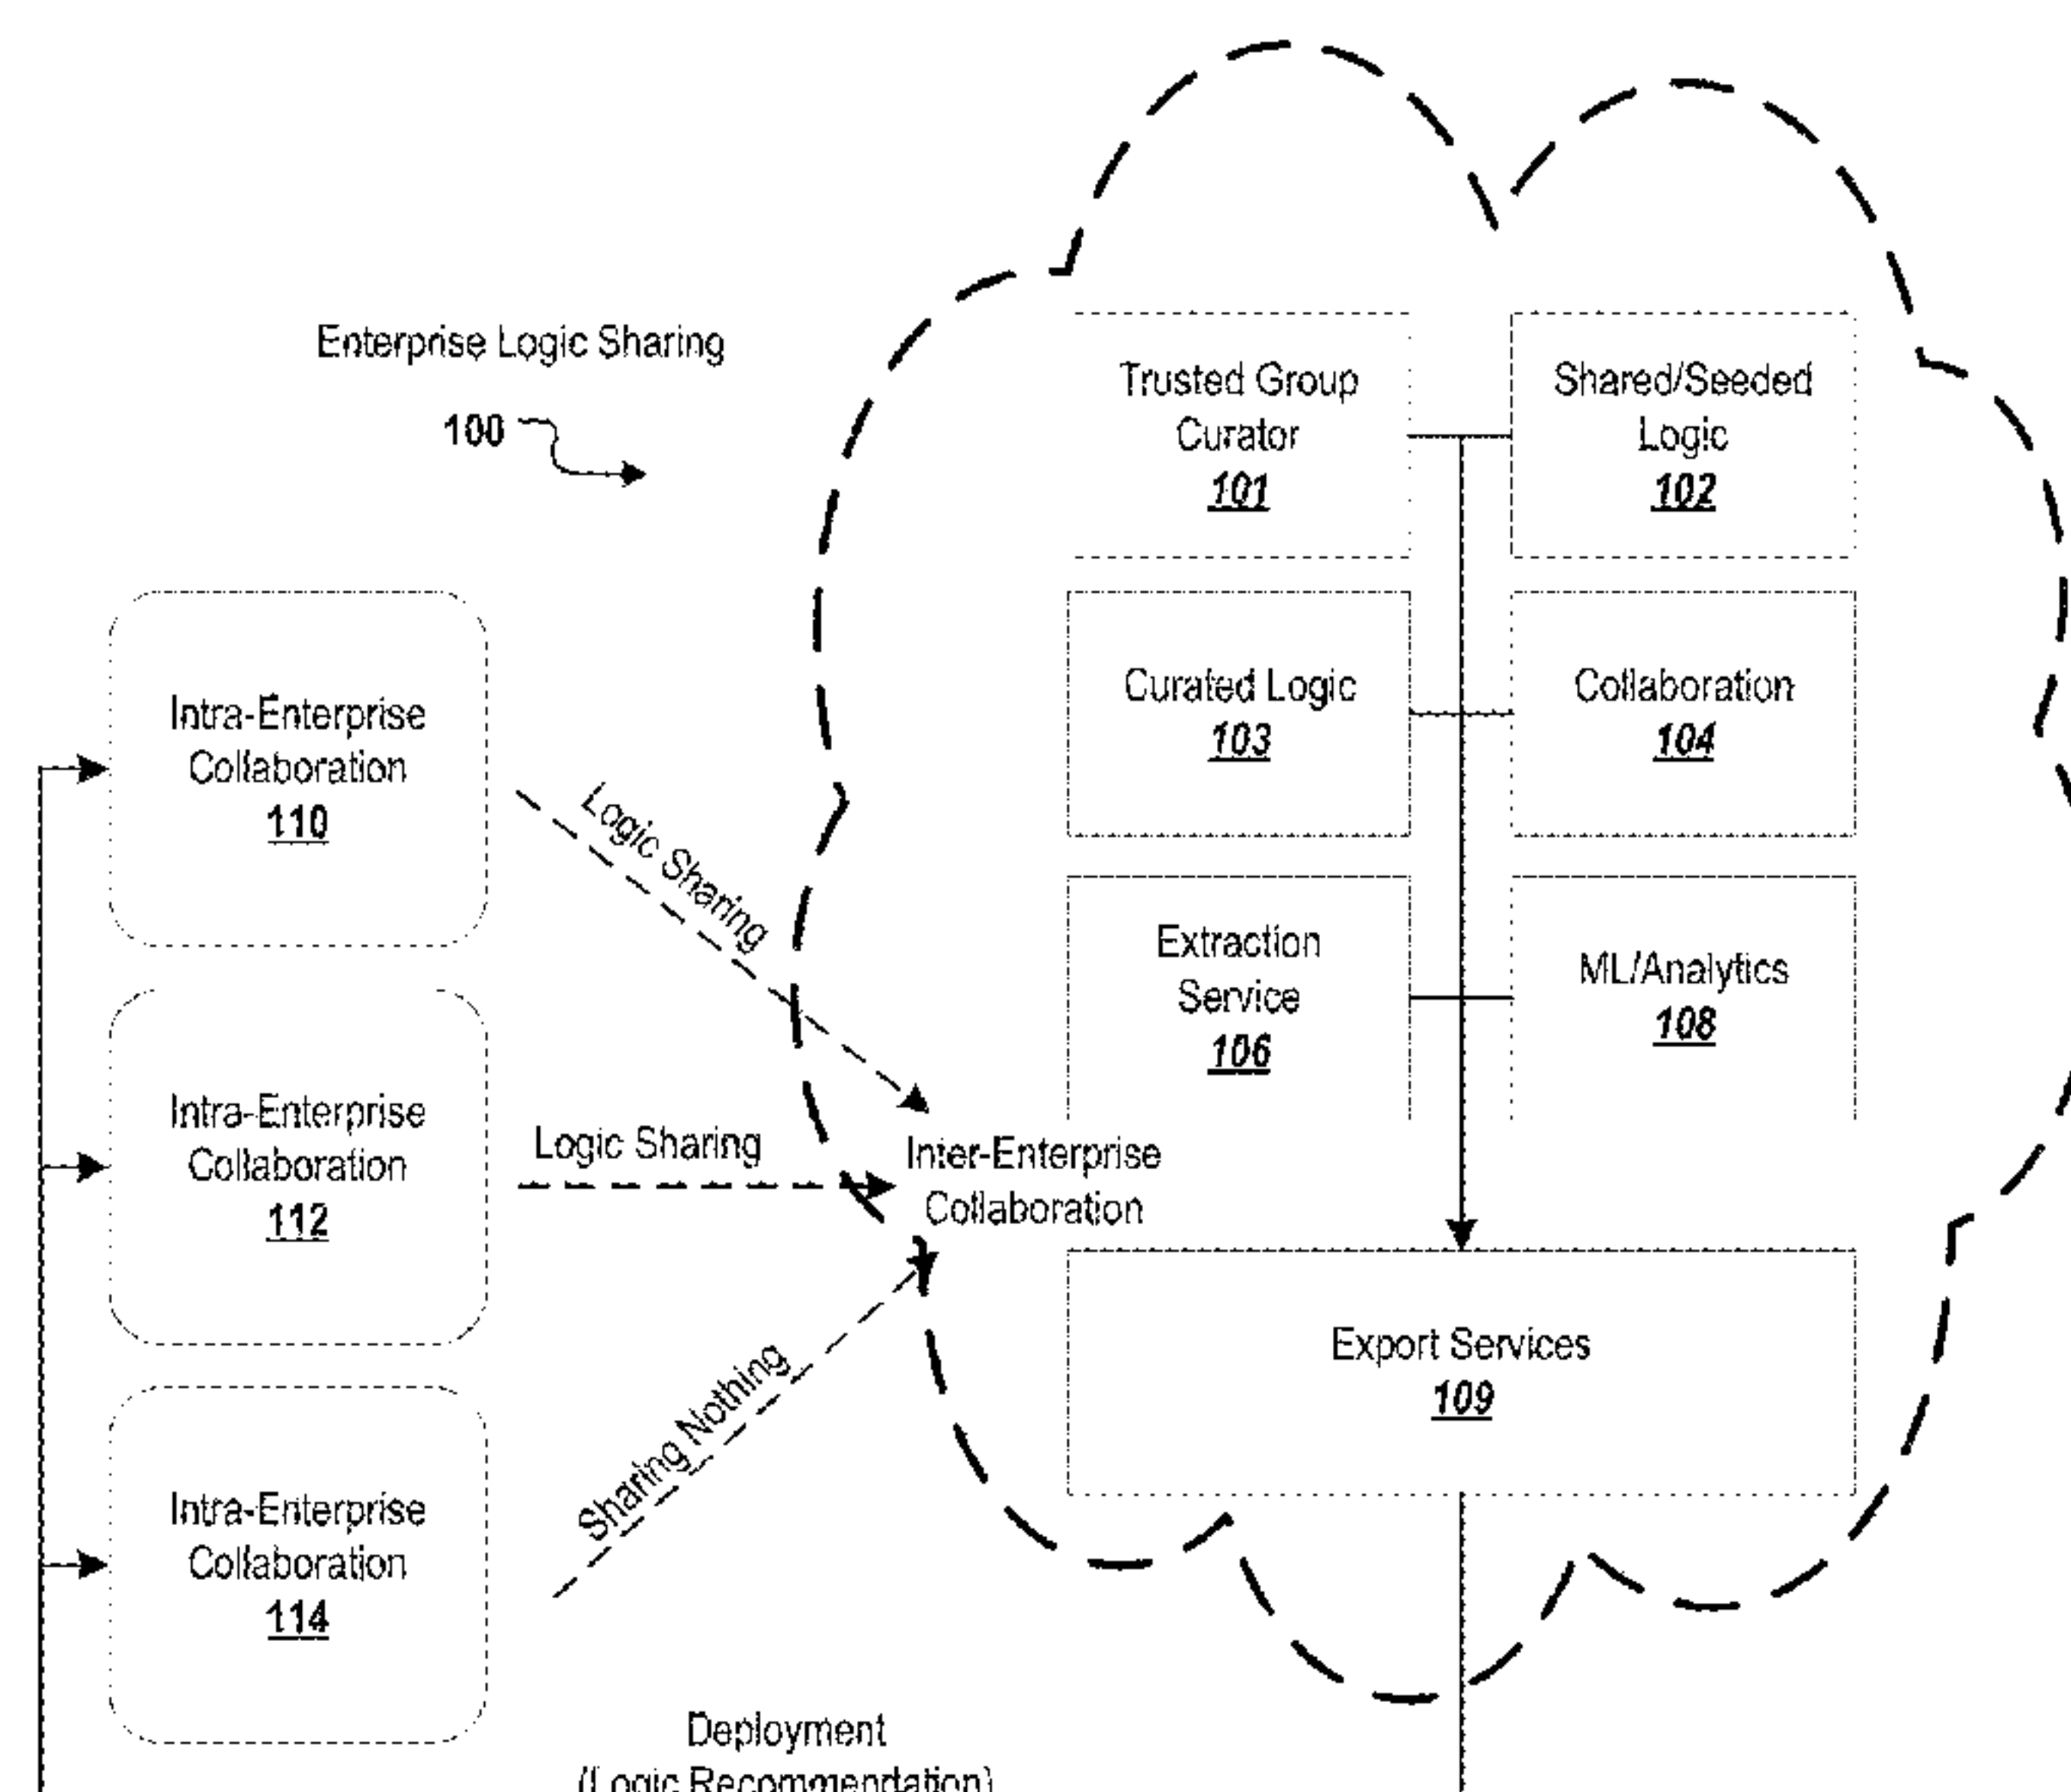 Enterprise Logic Sharing
100
Trusted Group
Curator
101
Shared/Seeded
Logic
102
Intra-Enterprise
Collaboration
110
Curated Logic
103
Collaboration
104
Logic Sharing
Extraction
Service
106
ML/Analytics
108
Intra-Enterprise
Collaboration
112
Logic Sharing
Inter-Enterprise
Collaboration
Export Services
109
Sharing Nothing
Intra-Enterprise
Collaboration
114
Deployment
(Logic Recommendation)